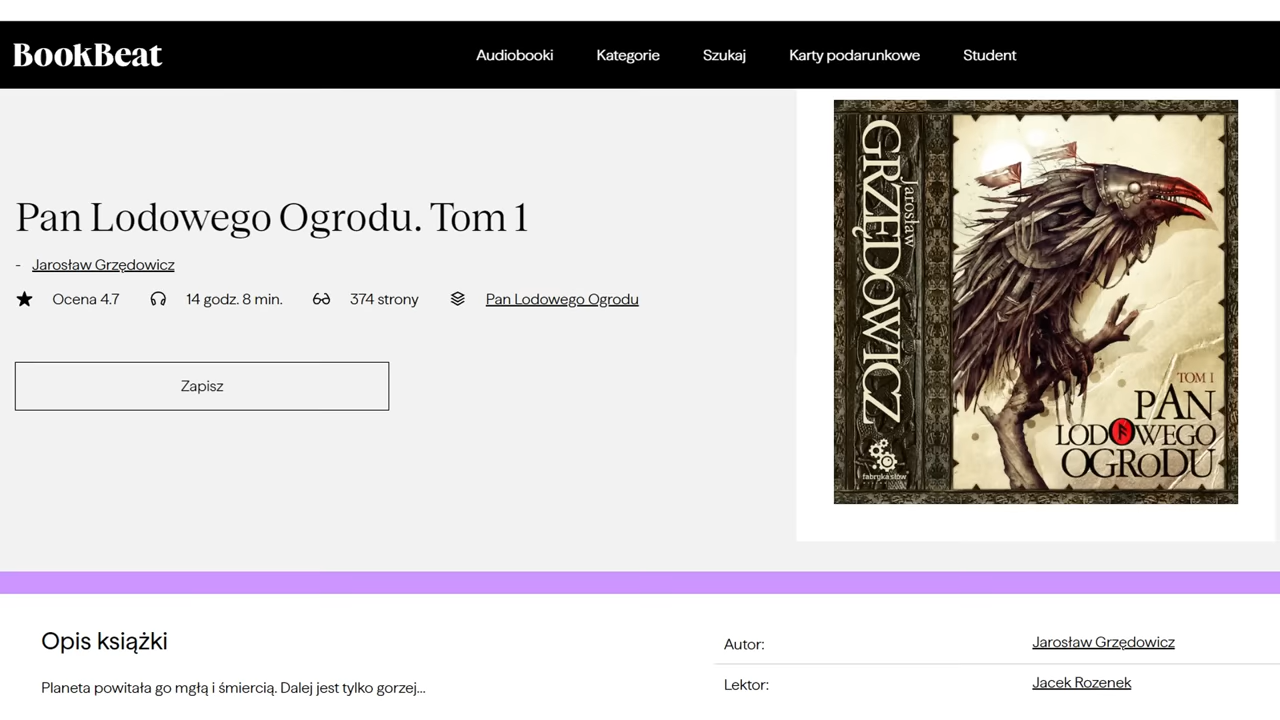 BookBeat
Audiobooki Kategorie Szukaj Karty podarunkowe Student
Pan Lodowego Ogrodu. Tom 1
- Jarosław Grzędowicz
Ocena 4.7 14 godz. 8 min. 374 strony Pan Lodowego Ogrodu
Zapisz
Jarosław
GRZĘDOWICZ
fabryka słów
TOM 1
PAN
LODOWEGO
OGRODU
Opis książki
Planeta powitała go mgłą i śmiercią. Dalej jest tylko gorzej...
Autor: Jarosław Grzędowicz
Lektor: Jacek Rozenek